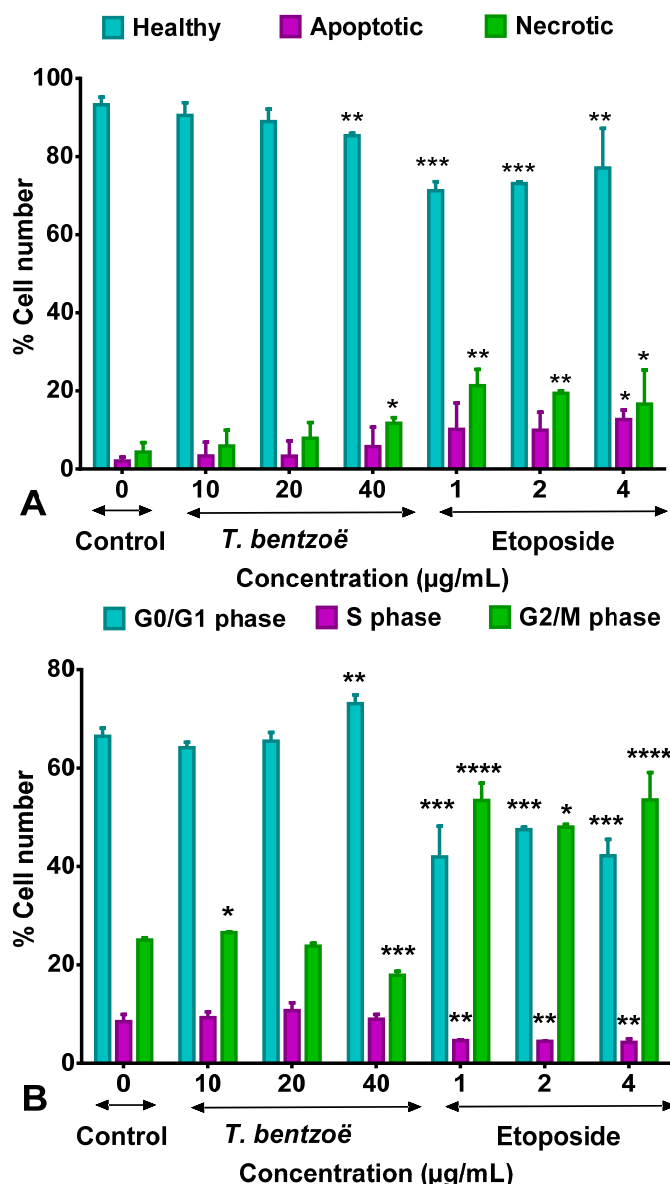 Healthy Apoptotic Necrotic
100
80
60
40
20
0
% Cell number
** *** *** **
* ** ** * *
0 10 20 40 1 2 4
A
Control T. bentzoë Etoposide
Concentration (µg/mL)
G0/G1 phase S phase G2/M phase
80
60
40
20
0
% Cell number
**
**** ****
*** *** * ***
* *** ** ** **
0 10 20 40 1 2 4
B
Control T. bentzoë Etoposide
Concentration (µg/mL)